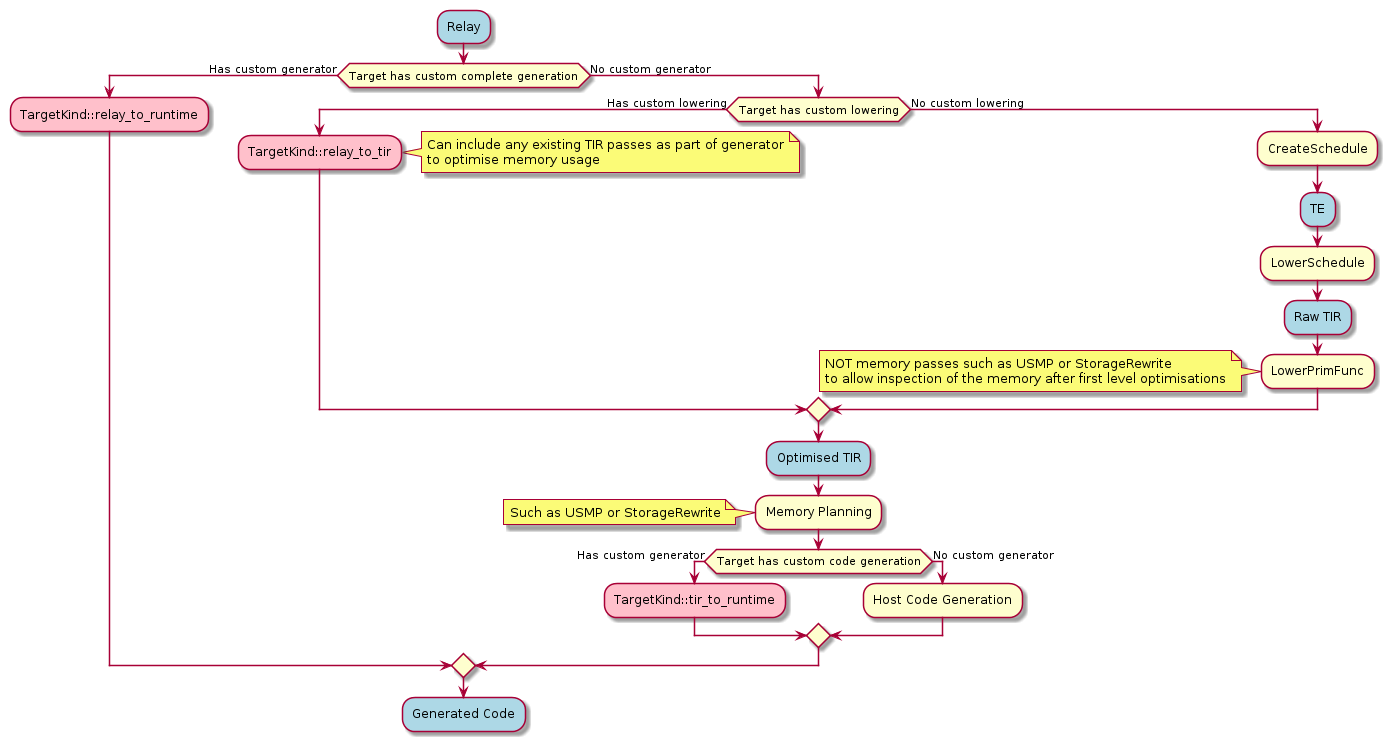 Relay
Has custom generator
Target has custom complete generation
No custom generator
TargetKind::relay_to_runtime
Has custom lowering
Target has custom lowering
No custom lowering
TargetKind::relay_to_tir
Can include any existing TIR passes as part of generator
to optimise memory usage
CreateSchedule
TE
LowerSchedule
Raw TIR
NOT memory passes such as USMP or StorageRewrite
to allow inspection of the memory after first level optimisations
LowerPrimFunc
Optimised TIR
Such as USMP or StorageRewrite
Memory Planning
Has custom generator
Target has custom code generation
No custom generator
TargetKind::tir_to_runtime
Host Code Generation
Generated Code